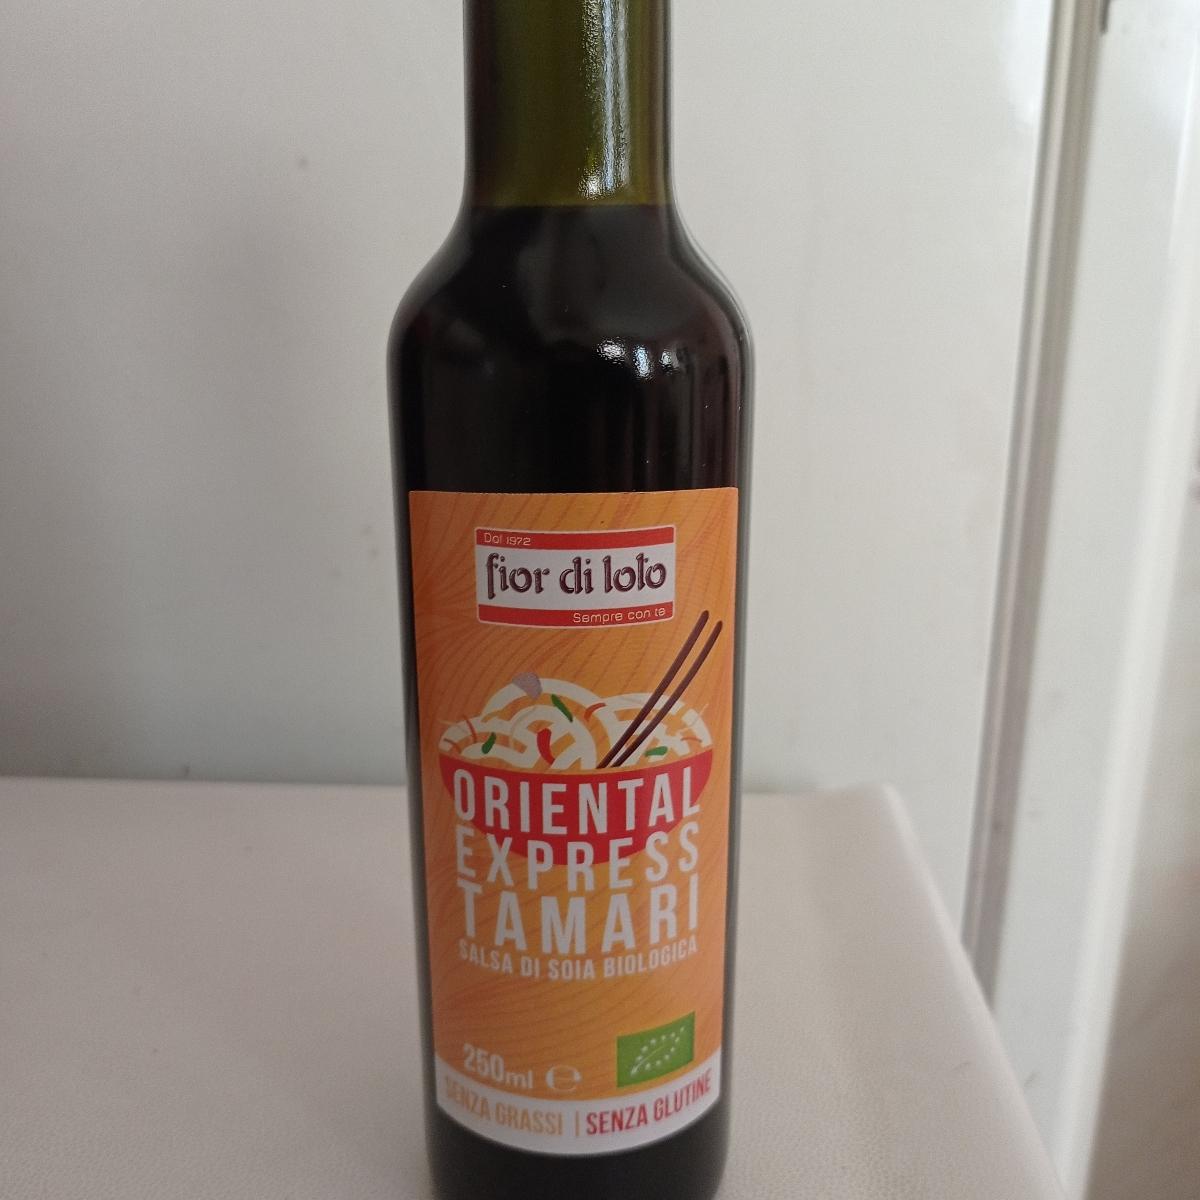 Dal 1972
fior di loto
Sempre con te
ORIENTAL
EXPRESS
TAMARI
SALSA DI SOIA BIOLOGICA
250ml e
SENZA GRASSI | SENZA GLUTINE